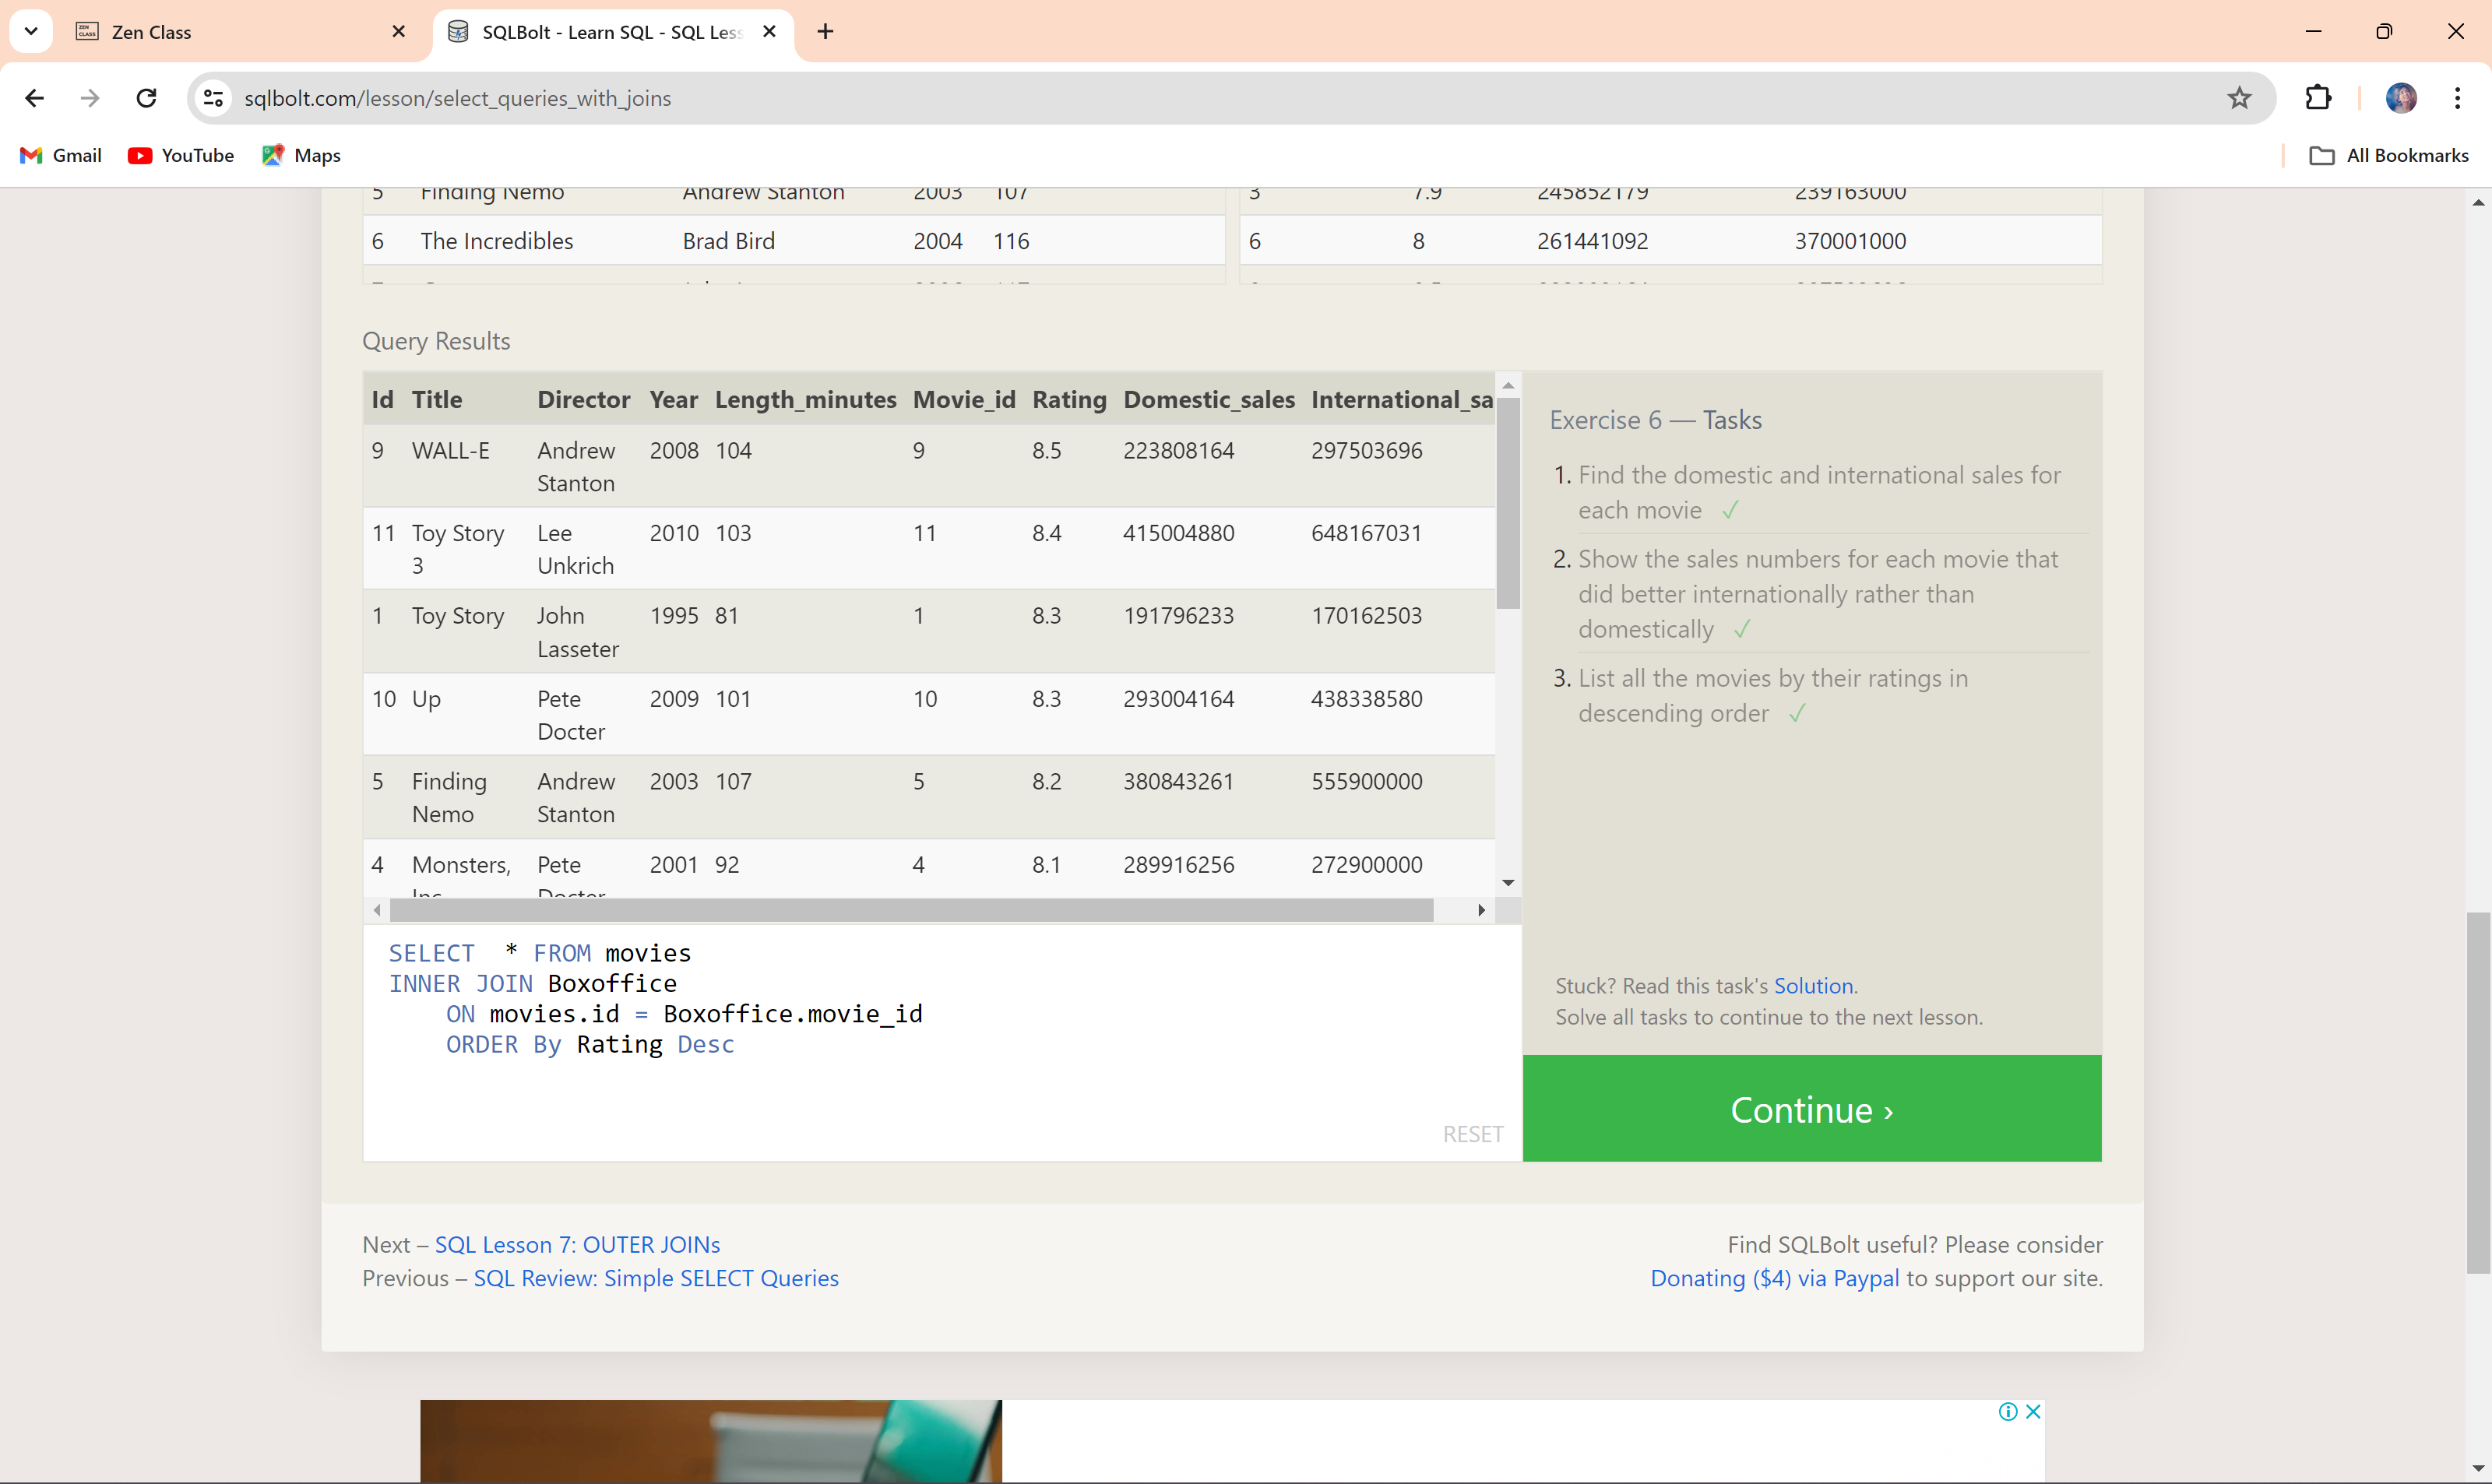 Zen Class
SQLBolt - Learn SQL - SQL Les
sqlbolt.com/lesson/select_queries_with_joins
Gmail YouTube Maps All Bookmarks
5 Finding Nemo Andrew Stanton 2003 107 3 7.9 245852179 239163000
6 The Incredibles Brad Bird 2004 116 6 8 261441092 370001000
Query Results
Id Title Director Year Length_minutes Movie_id Rating Domestic_sales International_sa
9 WALL-E Andrew 2008 104 9 8.5 223808164 297503696
Stanton
11 Toy Story Lee 2010 103 11 8.4 415004880 648167031
3 Unkrich
1 Toy Story John 1995 81 1 8.3 191796233 170162503
Lasseter
10 Up Pete 2009 101 10 8.3 293004164 438338580
Docter
5 Finding Andrew 2003 107 5 8.2 380843261 555900000
Nemo Stanton
4 Monsters, Pete 2001 92 4 8.1 289916256 272900000
Inc. Docter
SELECT * FROM movies
INNER JOIN Boxoffice
ON movies.id = Boxoffice.movie_id
ORDER By Rating Desc
RESET
Exercise 6 — Tasks
1. Find the domestic and international sales for
each movie ✓
2. Show the sales numbers for each movie that
did better internationally rather than
domestically ✓
3. List all the movies by their ratings in
descending order ✓
Stuck? Read this task's Solution.
Solve all tasks to continue to the next lesson.
Continue ›
Next – SQL Lesson 7: OUTER JOINs
Previous – SQL Review: Simple SELECT Queries
Find SQLBolt useful? Please consider
Donating ($4) via Paypal to support our site.